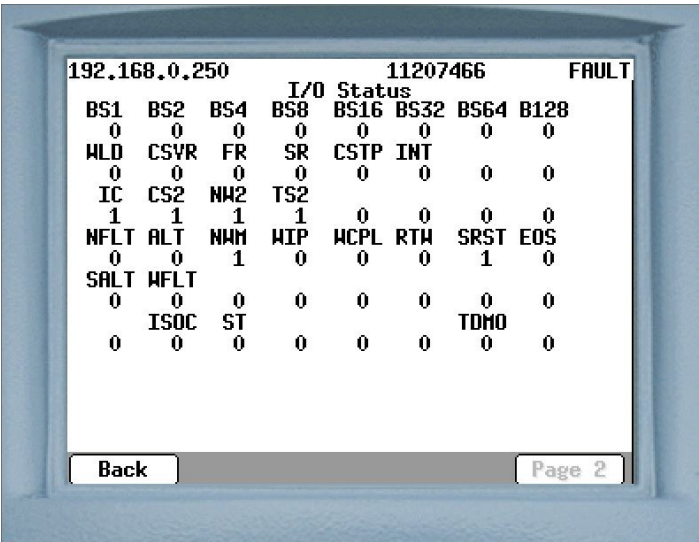 192.168.0.250 11207466 FAULT
I/O Status
BS1 BS2 BS4 BS8 BS16 BS32 BS64 B128
0 0 0 0 0 0 0 0
WLD CSYR FR SR CSTP INT
0 0 0 0 0 0 0 0
IC CS2 NW2 TS2
1 1 1 1 0 0 0 0
NFLT ALT NWM WIP WCPL RTW SRST EOS
0 0 1 0 0 0 1 0
SALT WFLT
0 0 0 0 0 0 0 0
ISOC ST TDMO
0 0 0 0 0 0 0 0
Back Page 2